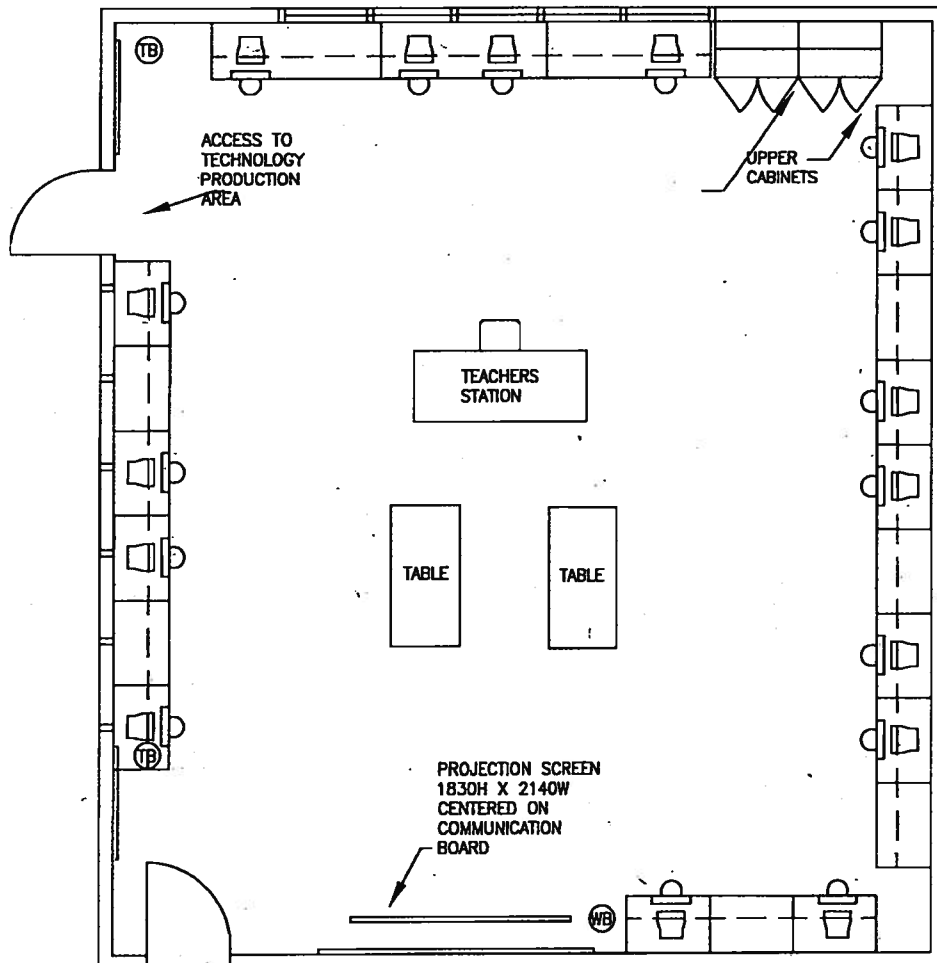 TB
ACCESS TO
TECHNOLOGY
PRODUCTION
AREA
UPPER
CABINETS
TEACHERS
STATION
TABLE
TABLE
TB
PROJECTION SCREEN
1830H X 2140W
CENTERED ON
COMMUNICATION
BOARD
WB